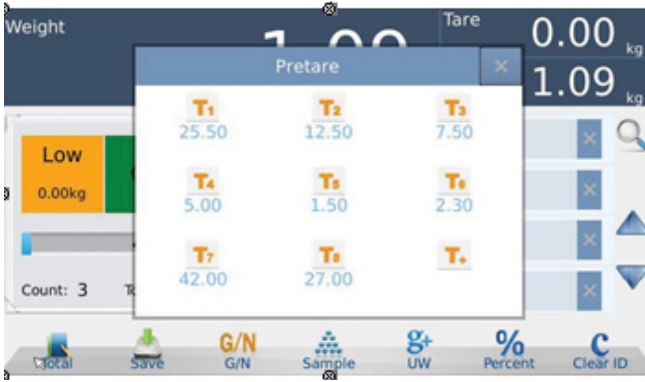 Weight
Tare
0.00 kg
1.09 kg
Pretare
T1 T2 T3
25.50 12.50 7.50
T4 T5 T6
5.00 1.50 2.30
T7 T8 T+
42.00 27.00
Low
0.00kg
Count: 3
Total Save G/N Sample UW Percent Clear ID
G/N g+ % C